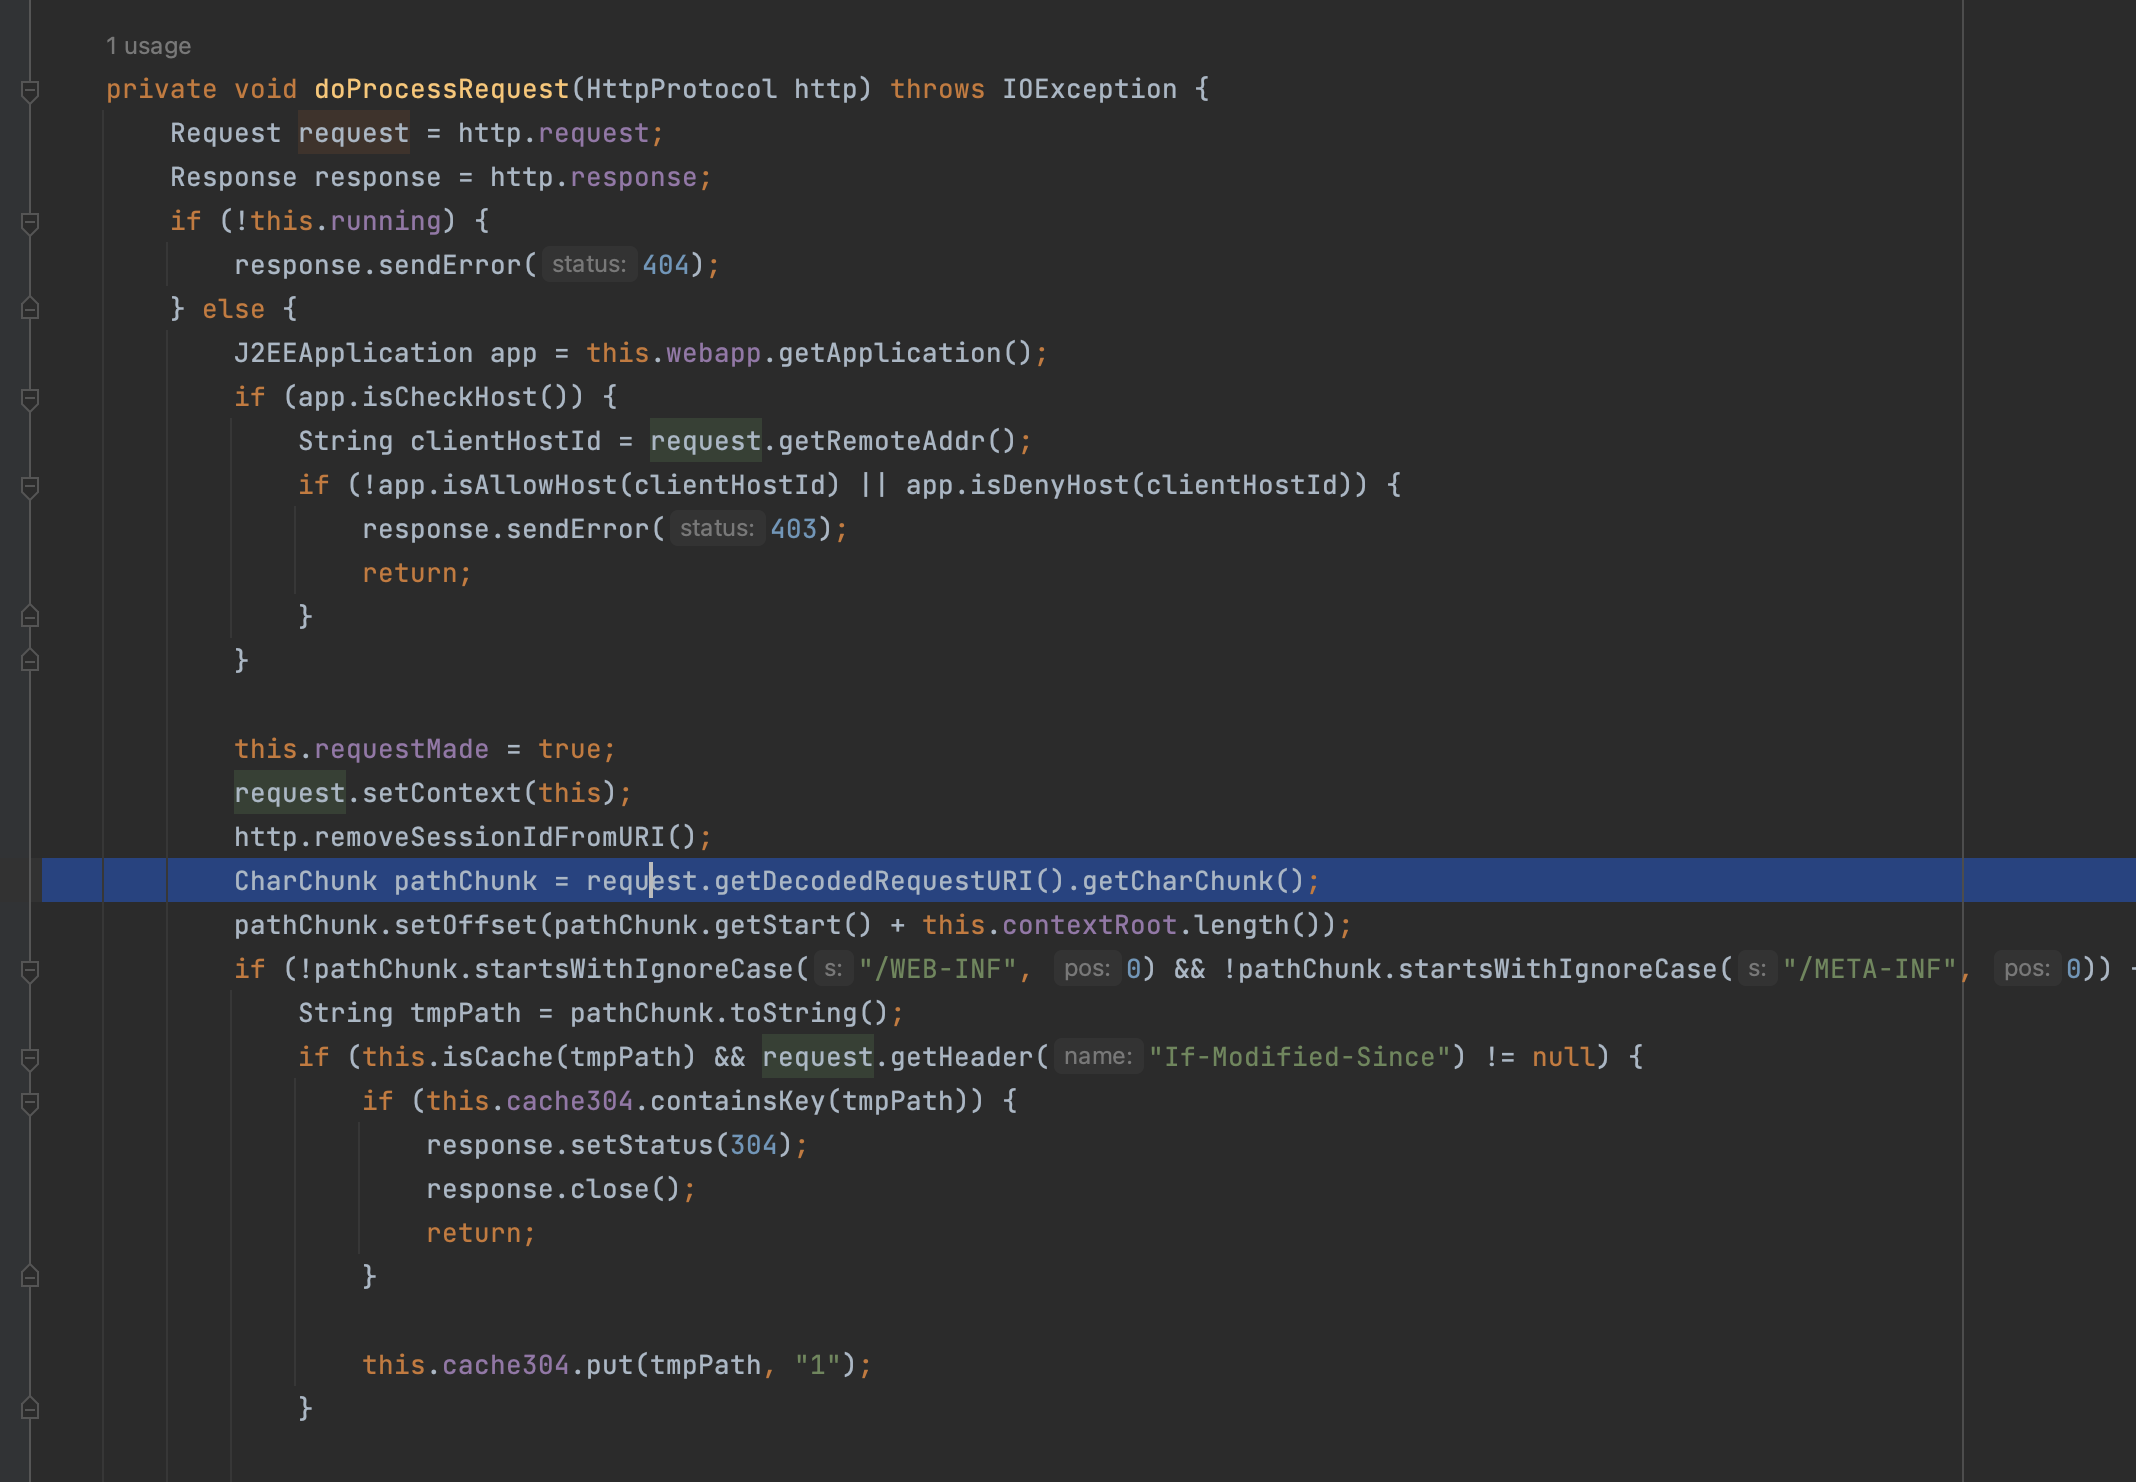 1 usage
private void doProcessRequest(HttpProtocol http) throws IOException {
Request request = http.request;
Response response = http.response;
if (!this.running) {
response.sendError( status: 404);
} else {
J2EEApplication app = this.webapp.getApplication();
if (app.isCheckHost()) {
String clientHostId = request.getRemoteAddr();
if (!app.isAllowHost(clientHostId) || app.isDenyHost(clientHostId)) {
response.sendError( status: 403);
return;
}
}
this.requestMade = true;
request.setContext(this);
http.removeSessionIdFromURI();
CharChunk pathChunk = request.getDecodedRequestURI().getCharChunk();
pathChunk.setOffset(pathChunk.getStart() + this.contextRoot.length());
if (!pathChunk.startsWithIgnoreCase( s: "/WEB-INF", pos: 0) && !pathChunk.startsWithIgnoreCase( s: "/META-INF", pos: 0))
String tmpPath = pathChunk.toString();
if (this.isCache(tmpPath) && request.getHeader( name: "If-Modified-Since") != null) {
if (this.cache304.containsKey(tmpPath)) {
response.setStatus(304);
response.close();
return;
}
this.cache304.put(tmpPath, "1");
}